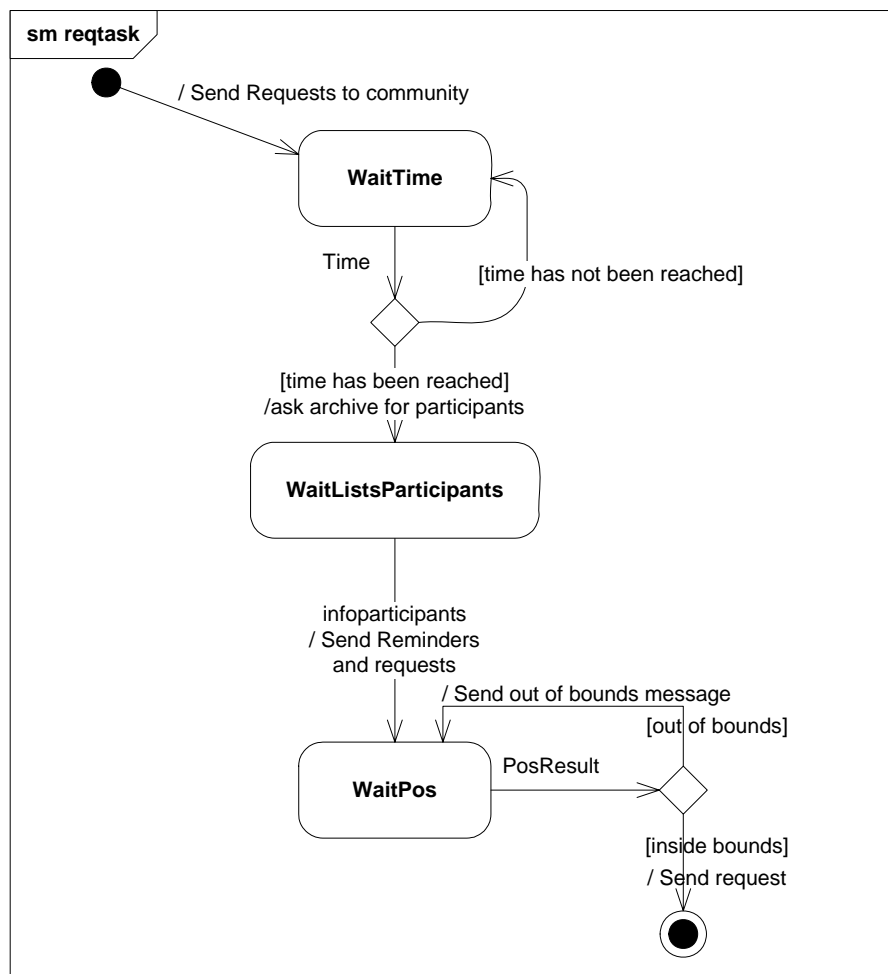 sm reqtask
/ Send Requests to community
WaitTime
Time
[time has not been reached]
[time has been reached]
/ask archive for participants
WaitListsParticipants
infoparticipants
/ Send Reminders
and requests
/ Send out of bounds message
[out of bounds]
WaitPos
PosResult
[inside bounds]
/ Send request